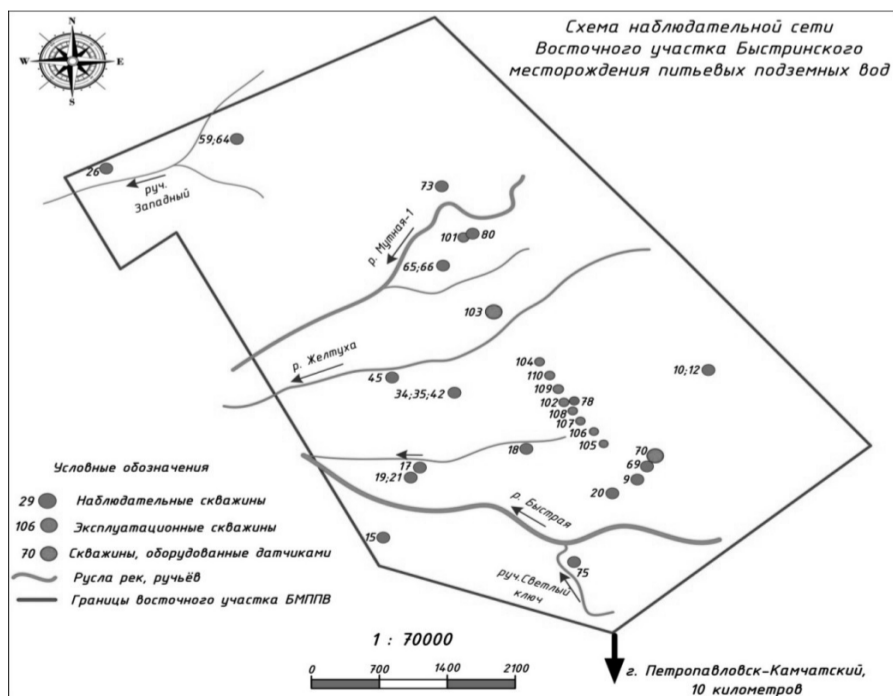 Схема наблюдательной сети
Восточного участка Быстринского
месторождения питьевых подземных вод
N
W
E
S
59;64
26
руч.
Западный
73
р. Мутная-1
101
80
65;66
103
р. Желтуха
104
10;12
110
45
109
34;35;42
102
78
108
107
106
105
18
70
17
69
19;21
9
20
р. Быстрая
15
75
руч.Светлый
ключ
Условные обозначения
29 Наблюдательные скважины
106 Эксплуатационные скважины
70 Скважины, оборудованные датчиками
Русла рек, ручьёв
Границы восточного участка БМППВ
1 : 70000
0 700 1400 2100
г. Петропавловск-Камчатский,
10 километров